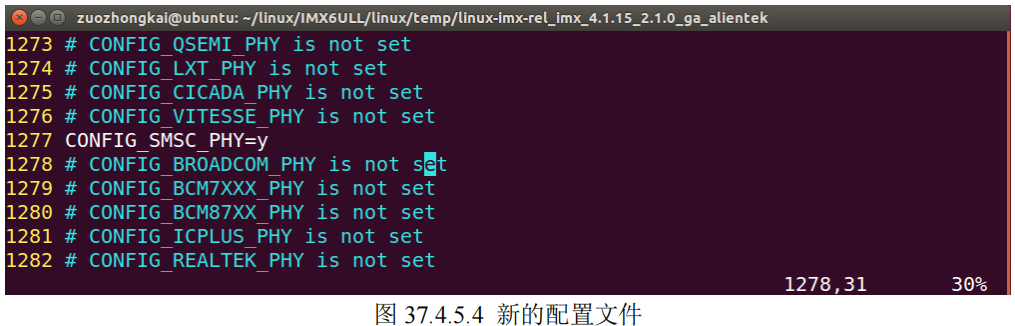 zuozhongkai@ubuntu: ~/linux/IMX6ULL/linux/temp/linux-imx-rel_imx_4.1.15_2.1.0_ga_alientek
1273 # CONFIG_QSEMI_PHY is not set
1274 # CONFIG_LXT_PHY is not set
1275 # CONFIG_CICADA_PHY is not set
1276 # CONFIG_VITESSE_PHY is not set
1277 CONFIG_SMSC_PHY=y
1278 # CONFIG_BROADCOM_PHY is not set
1279 # CONFIG_BCM7XXX_PHY is not set
1280 # CONFIG_BCM87XX_PHY is not set
1281 # CONFIG_ICPLUS_PHY is not set
1282 # CONFIG_REALTEK_PHY is not set
1278,31 30%
图 37.4.5.4 新的配置文件